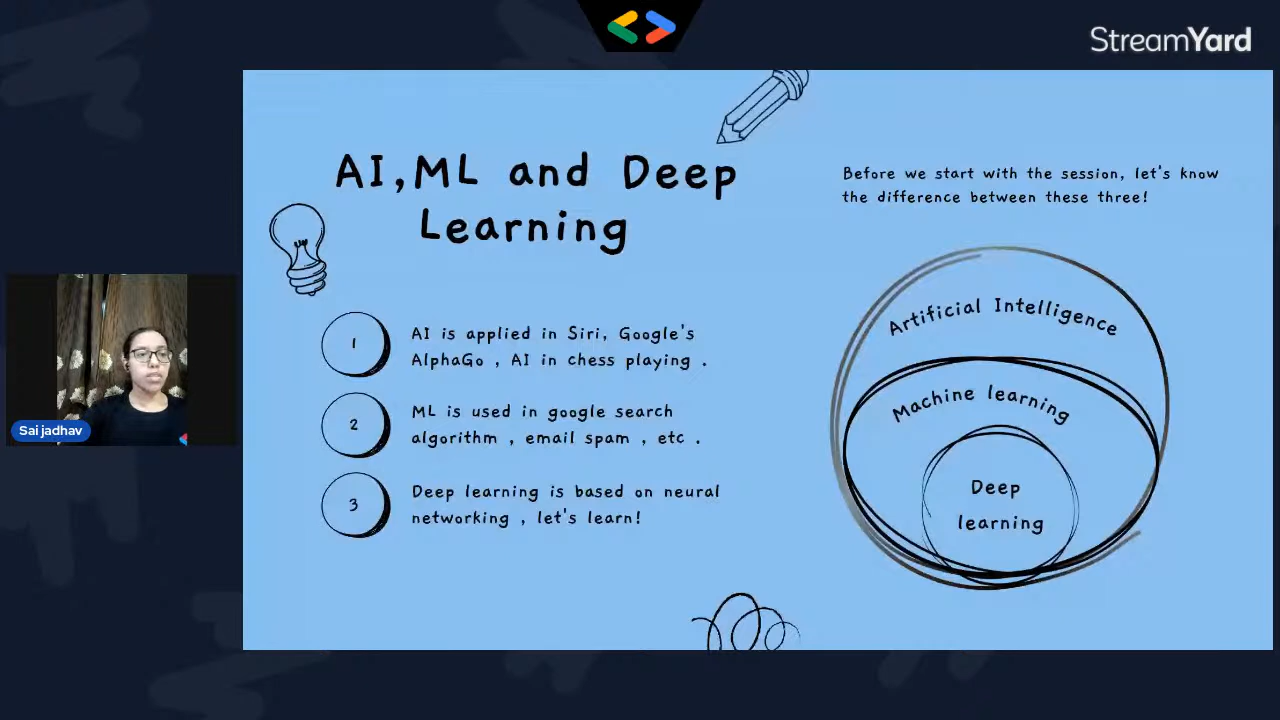 StreamYard
AI,ML and Deep
Learning
Before we start with the session, let's know
the difference between these three!
1
AI is applied in Siri, Google's
AlphaGo , AI in chess playing .
2
ML is used in google search
algorithm , email spam , etc .
3
Deep learning is based on neural
networking , let's learn!
Artificial Intelligence
Machine learning
Deep
learning
Sai jadhav